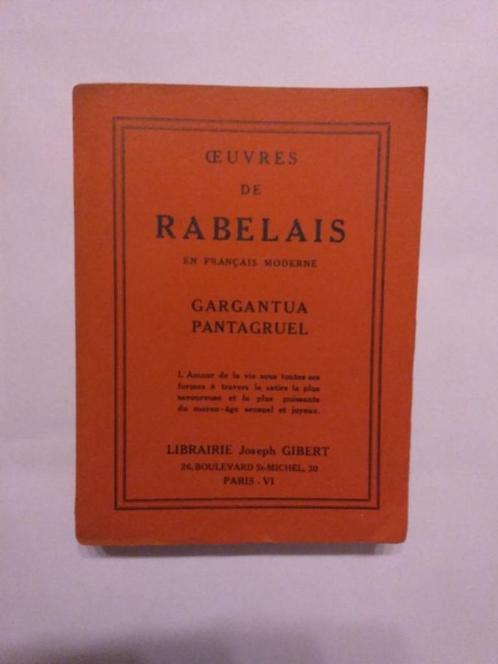 ŒUVRES
DE
RABELAIS
EN FRANÇAIS MODERNE
GARGANTUA
PANTAGRUEL
L'Amour de la vie sous toutes ses
formes à travers la satire la plus
savoureuse et la plus puissante
du moyen-âge sensuel et joyeux.
LIBRAIRIE Joseph GIBERT
26, BOULEVARD St-MICHEL, 30
PARIS - VI